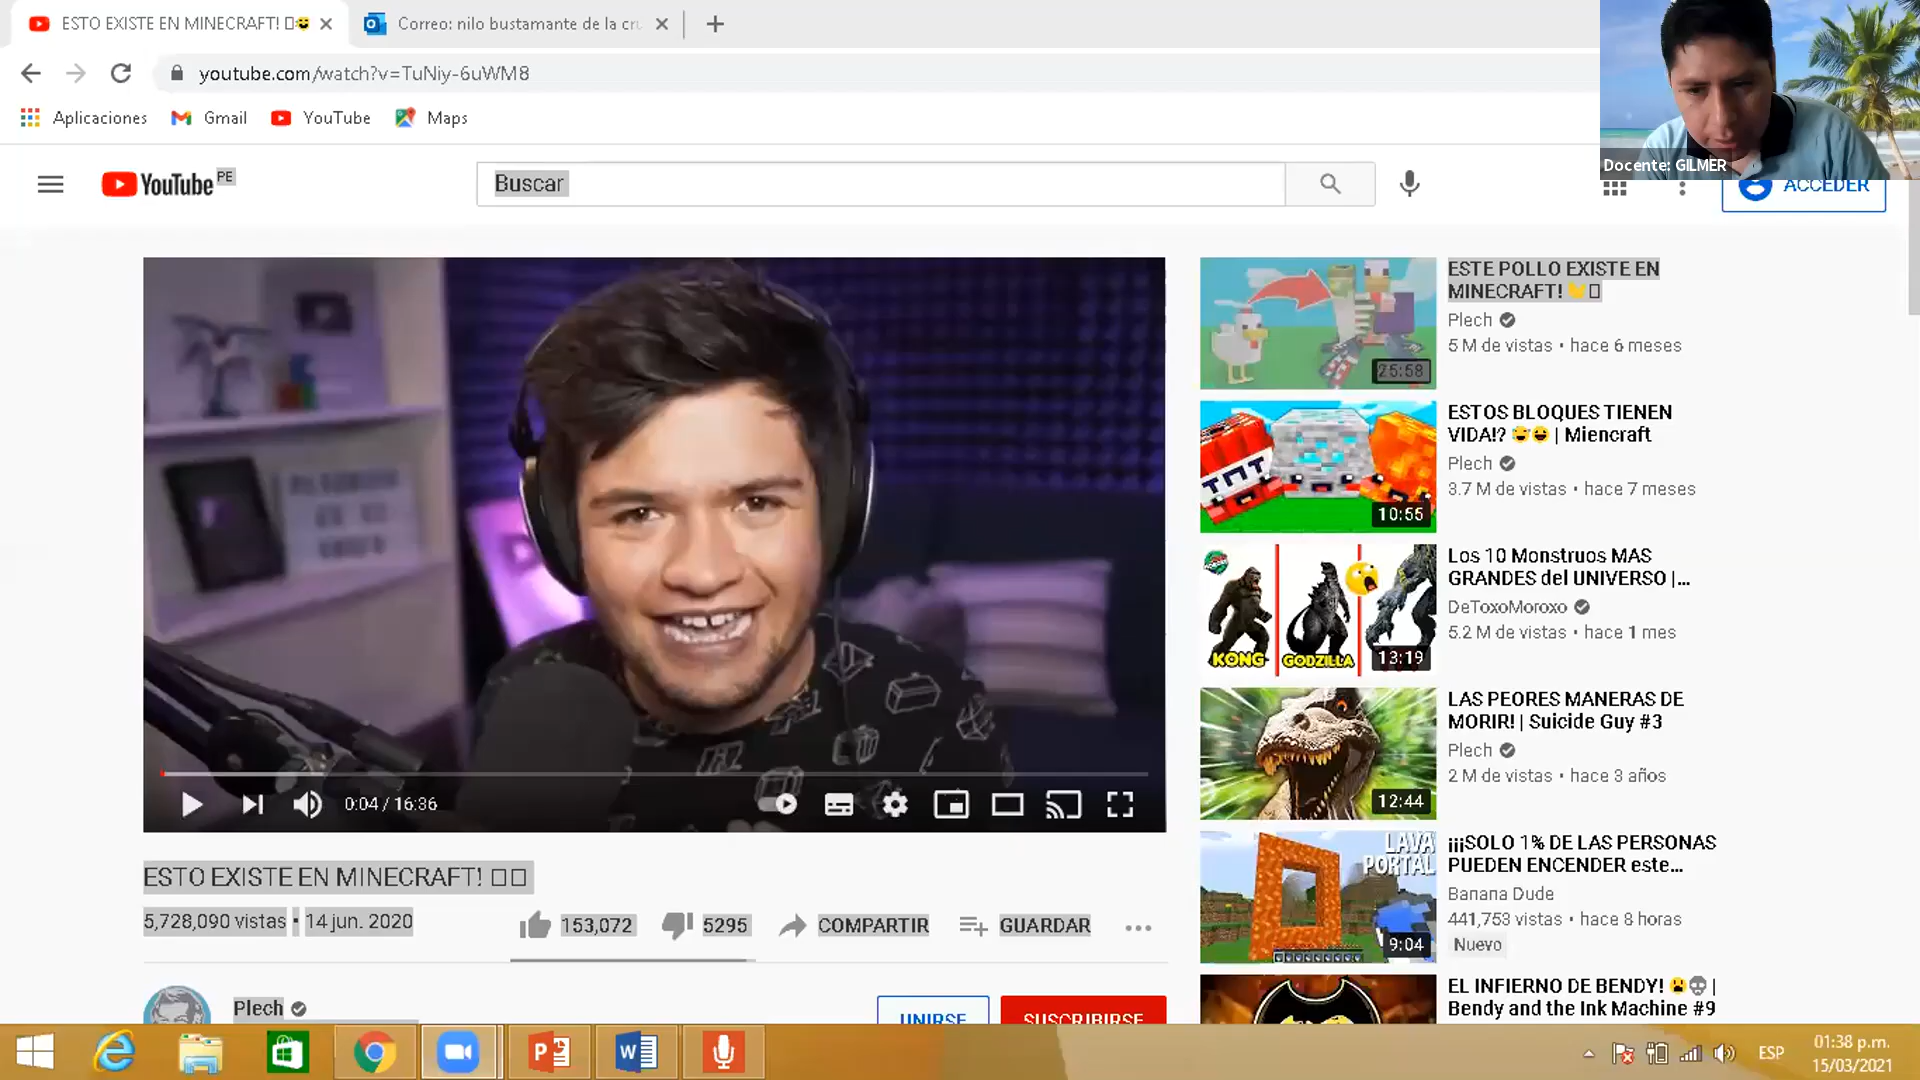 ESTO EXISTE EN MINECRAFT!
Correo: nilo bustamante de la cru
youtube.com/watch?v=TuNiy-6uWM8
Aplicaciones
Gmail
YouTube
Maps
Docente: GILMER
YouTube PE
Buscar
ACCEDER
ESTE POLLO EXISTE EN
MINECRAFT!
Plech
5 M de vistas • hace 6 meses
25:58
ESTOS BLOQUES TIENEN
VIDA!? 😅😄 | Miencraft
Plech
3.7 M de vistas • hace 7 meses
TNT
10:55
Los 10 Monstruos MAS
GRANDES del UNIVERSO |...
DeToxoMoroxo
5.2 M de vistas • hace 1 mes
KONG
GODZILLA
13:19
LAS PEORES MANERAS DE
MORIR! | Suicide Guy #3
Plech
2 M de vistas • hace 3 años
12:44
¡¡¡SOLO 1% DE LAS PERSONAS
PUEDEN ENCENDER este...
Banana Dude
441,753 vistas • hace 8 horas
Nuevo
LAVA
PORTAL
9:04
EL INFIERNO DE BENDY! 😲💀 |
Bendy and the Ink Machine #9
0:04 / 16:36
ESTO EXISTE EN MINECRAFT!
5,728,090 vistas • 14 jun. 2020
153,072
5295
COMPARTIR
GUARDAR
Plech
UNIRSE
SUSCRIBIRSE
ESP
01:38 p.m.
15/03/2021